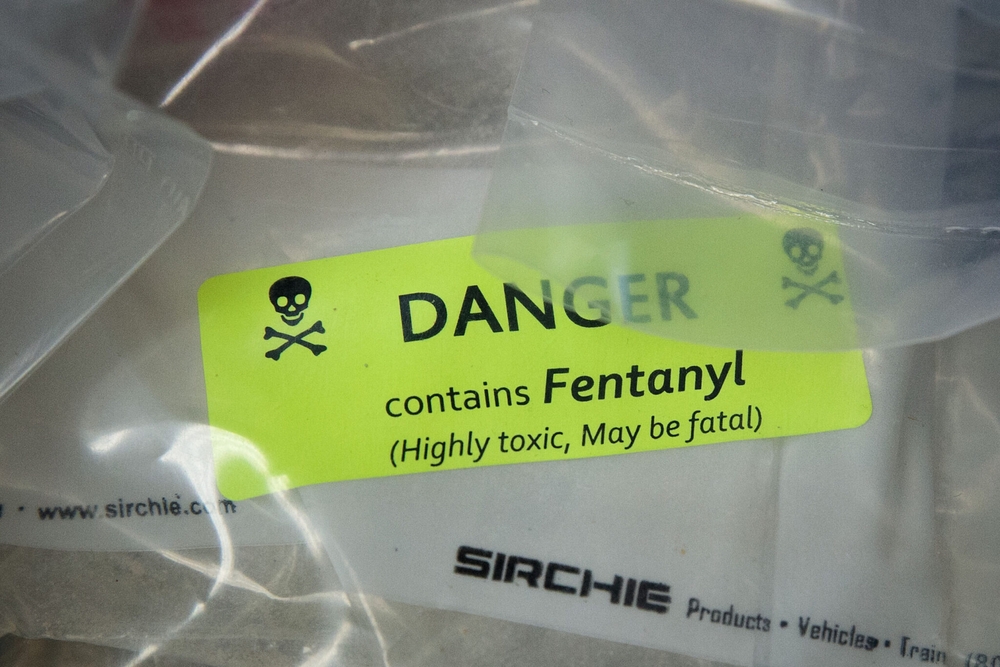 DANGER
contains Fentanyl
(Highly toxic, May be fatal)
www.sirchie.com
SIRCHIE Products • Vehicles • Train